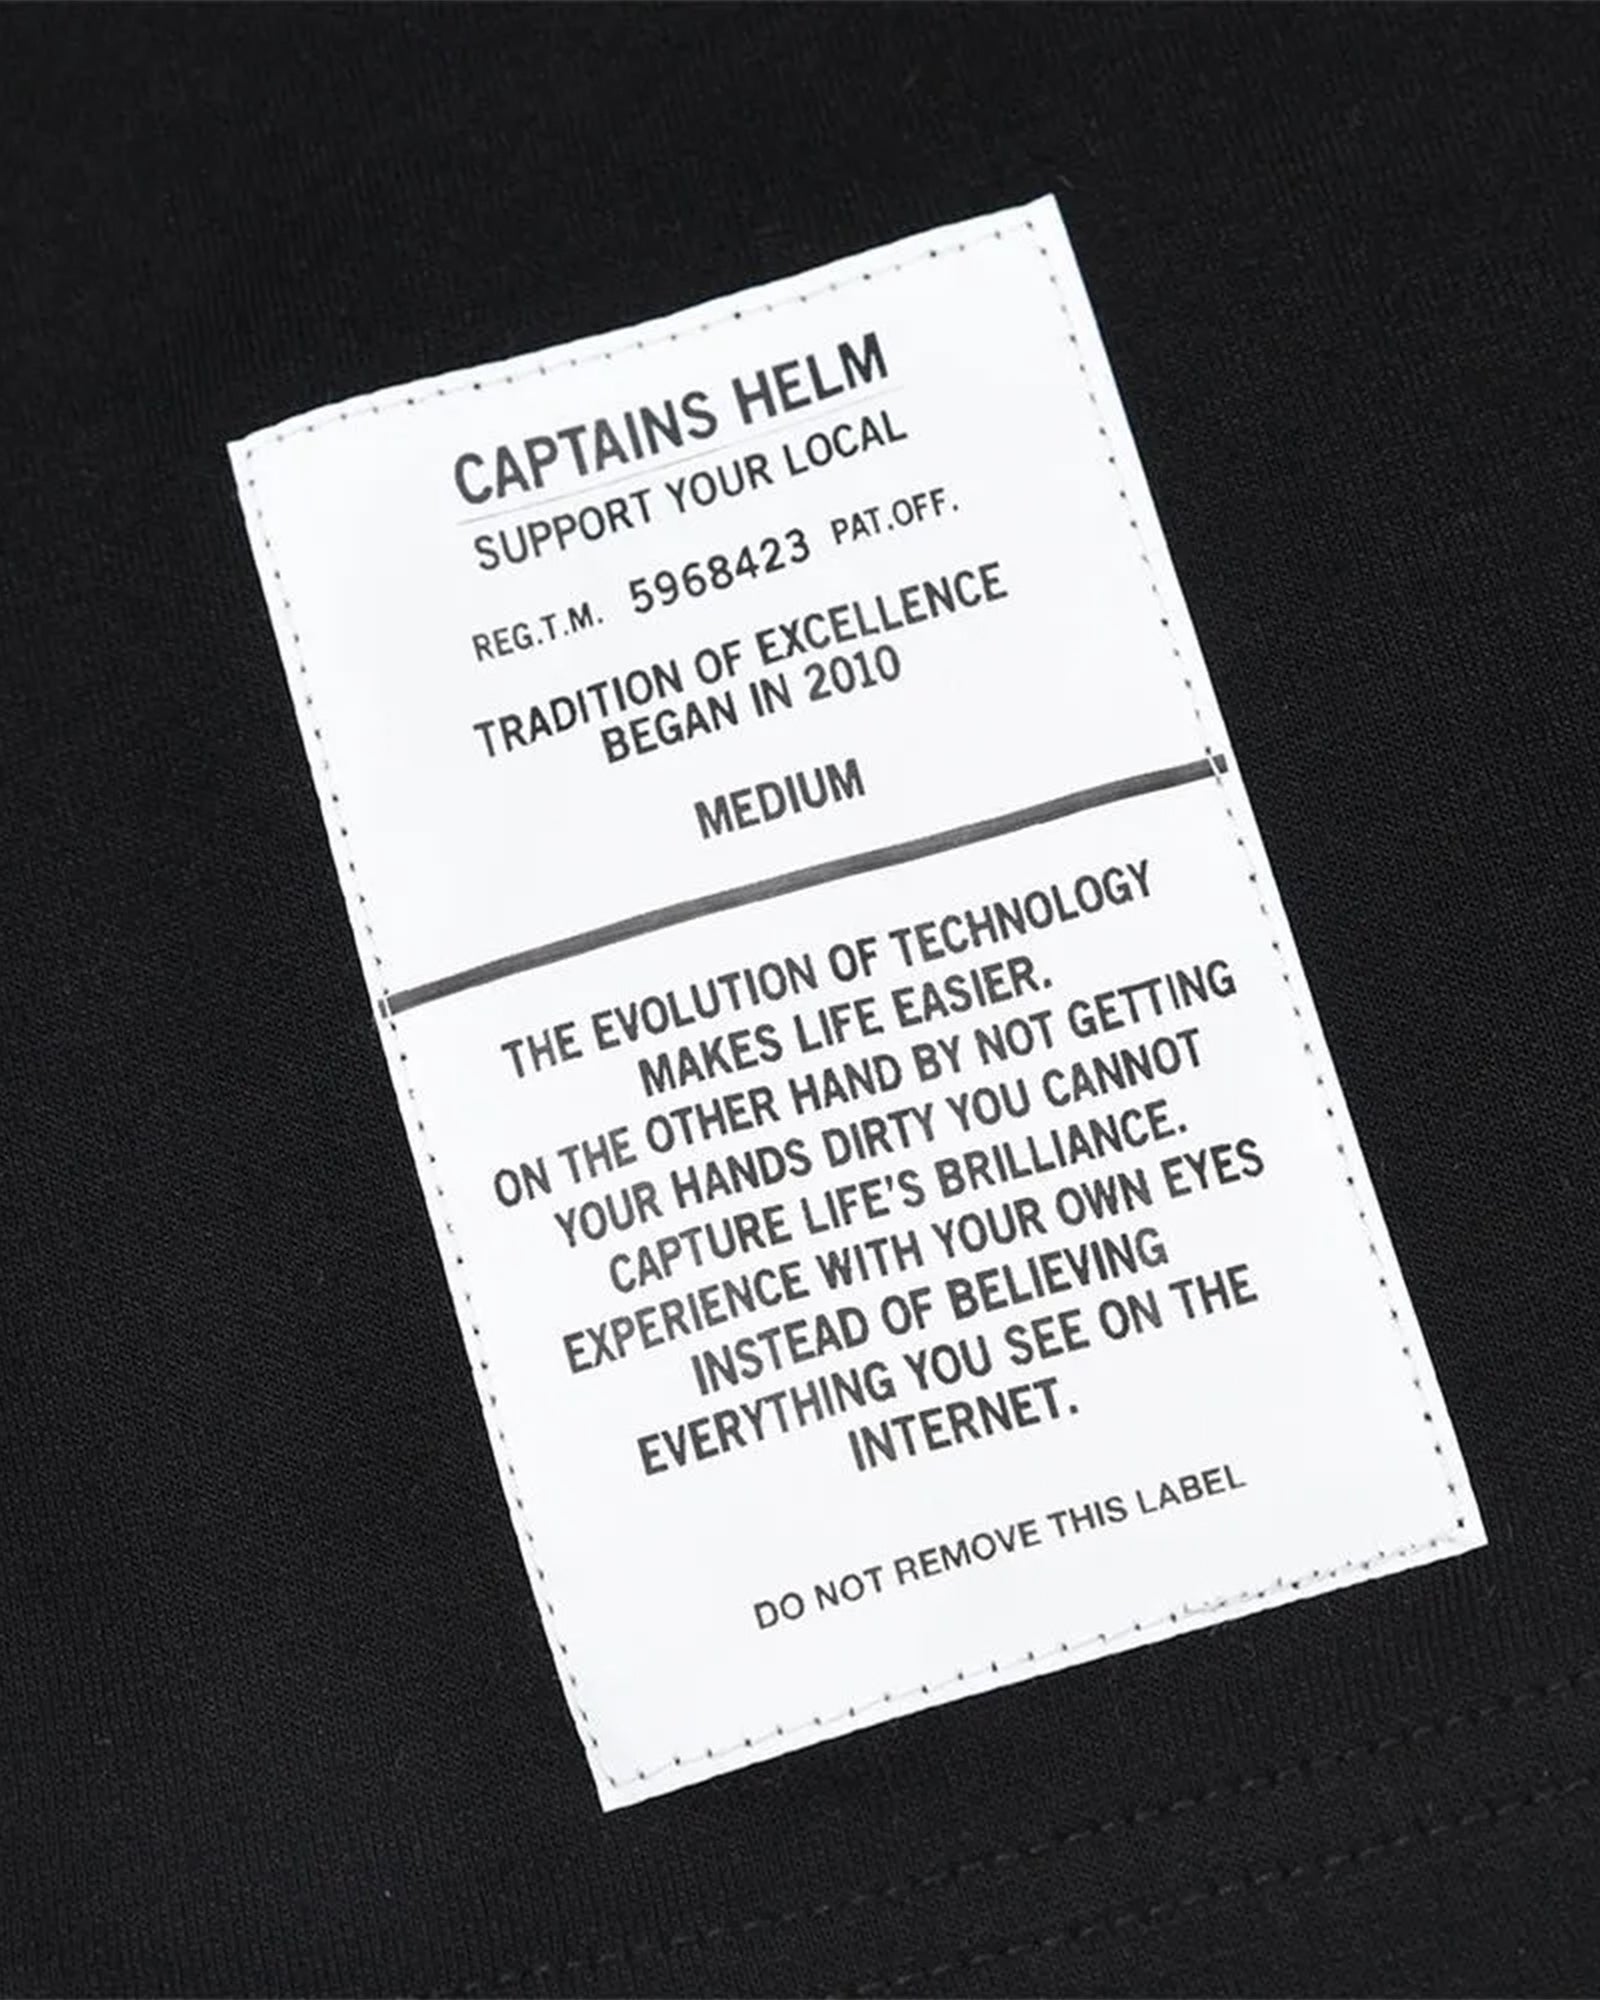 CAPTAINS HELM
SUPPORT YOUR LOCAL
REG.T.M. 5968423 PAT.OFF.
TRADITION OF EXCELLENCE
BEGAN IN 2010
MEDIUM
THE EVOLUTION OF TECHNOLOGY
MAKES LIFE EASIER.
ON THE OTHER HAND BY NOT GETTING
YOUR HANDS DIRTY YOU CANNOT
CAPTURE LIFE'S BRILLIANCE.
EXPERIENCE WITH YOUR OWN EYES
INSTEAD OF BELIEVING
EVERYTHING YOU SEE ON THE
INTERNET.
DO NOT REMOVE THIS LABEL